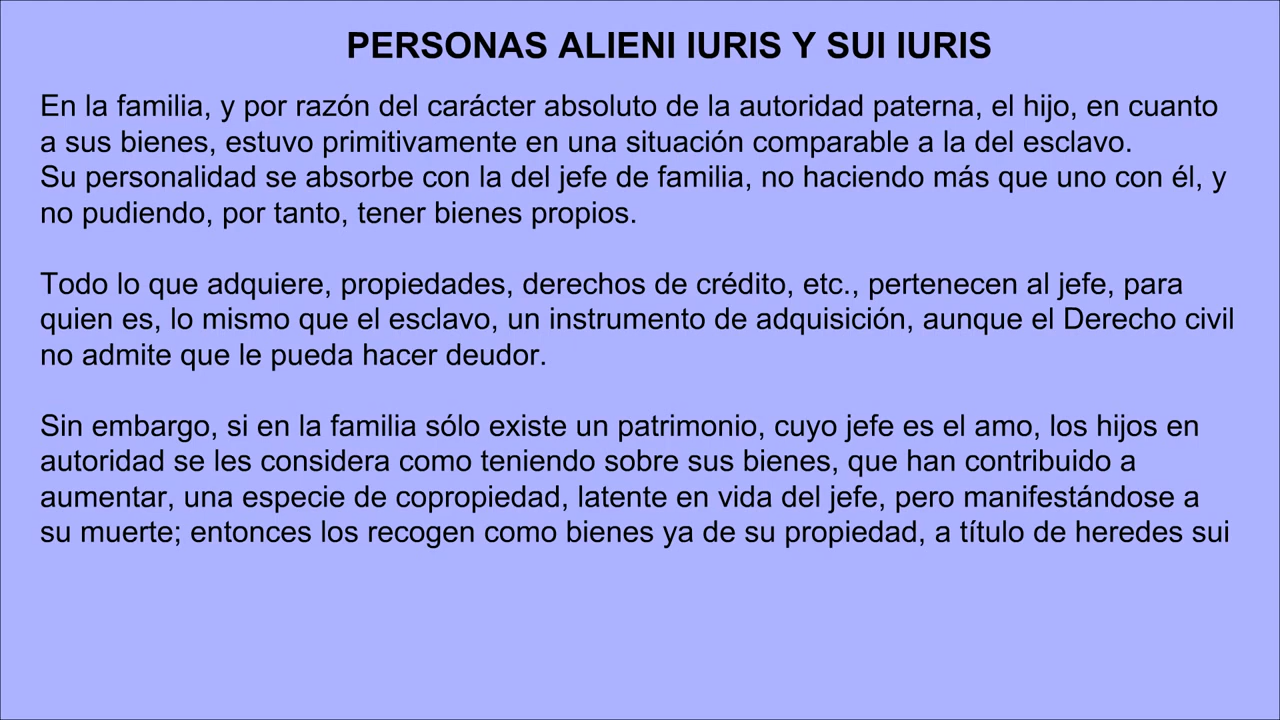 PERSONAS ALIENI IURIS Y SUI IURIS
En la familia, y por razón del carácter absoluto de la autoridad paterna, el hijo, en cuanto
a sus bienes, estuvo primitivamente en una situación comparable a la del esclavo.
Su personalidad se absorbe con la del jefe de familia, no haciendo más que uno con él, y
no pudiendo, por tanto, tener bienes propios.
Todo lo que adquiere, propiedades, derechos de crédito, etc., pertenecen al jefe, para
quien es, lo mismo que el esclavo, un instrumento de adquisición, aunque el Derecho civil
no admite que le pueda hacer deudor.
Sin embargo, si en la familia sólo existe un patrimonio, cuyo jefe es el amo, los hijos en
autoridad se les considera como teniendo sobre sus bienes, que han contribuido a
aumentar, una especie de copropiedad, latente en vida del jefe, pero manifestándose a
su muerte; entonces los recogen como bienes ya de su propiedad, a título de heredes sui